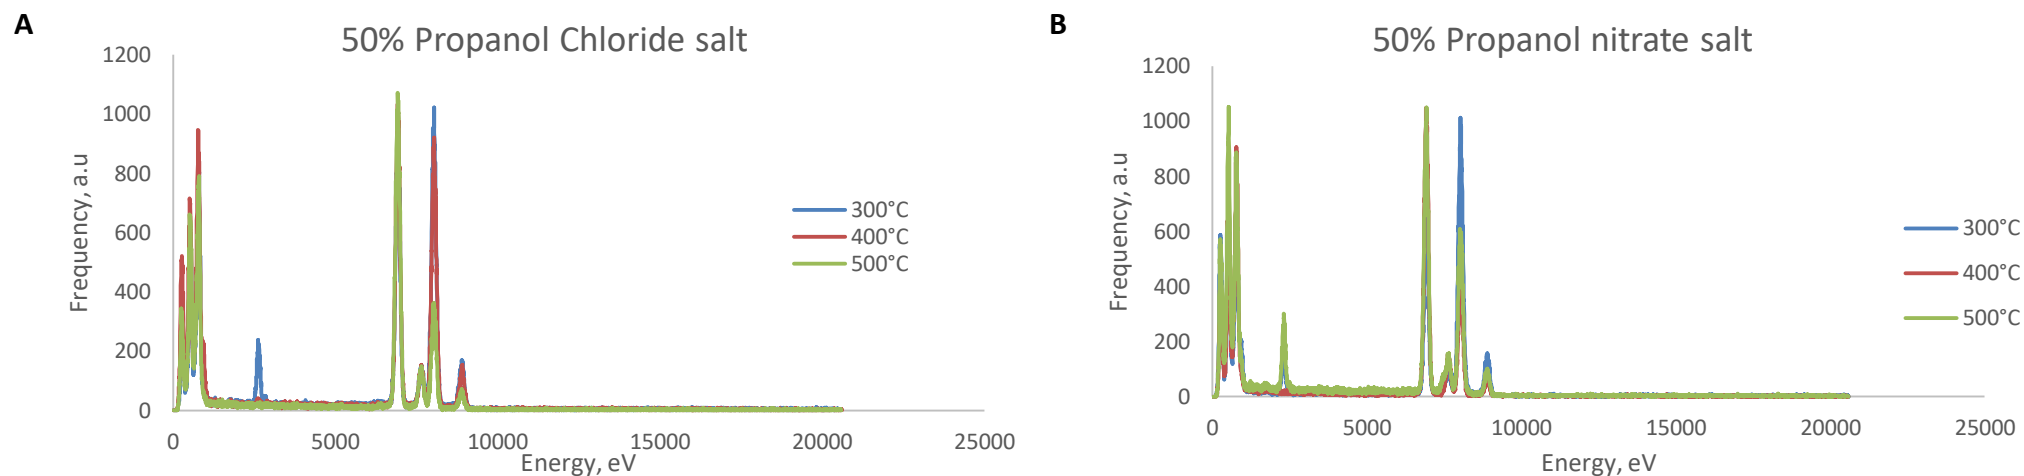 A
50% Propanol Chloride salt
1200
1000
800
600
400
200
0
Frequency, a.u
0
5000
10000
15000
20000
25000
Energy, eV
300°C
400°C
500°C
B
50% Propanol nitrate salt
1200
1000
800
600
400
200
0
Frequency, a.u
0
5000
10000
15000
20000
25000
Energy, eV
300°C
400°C
500°C